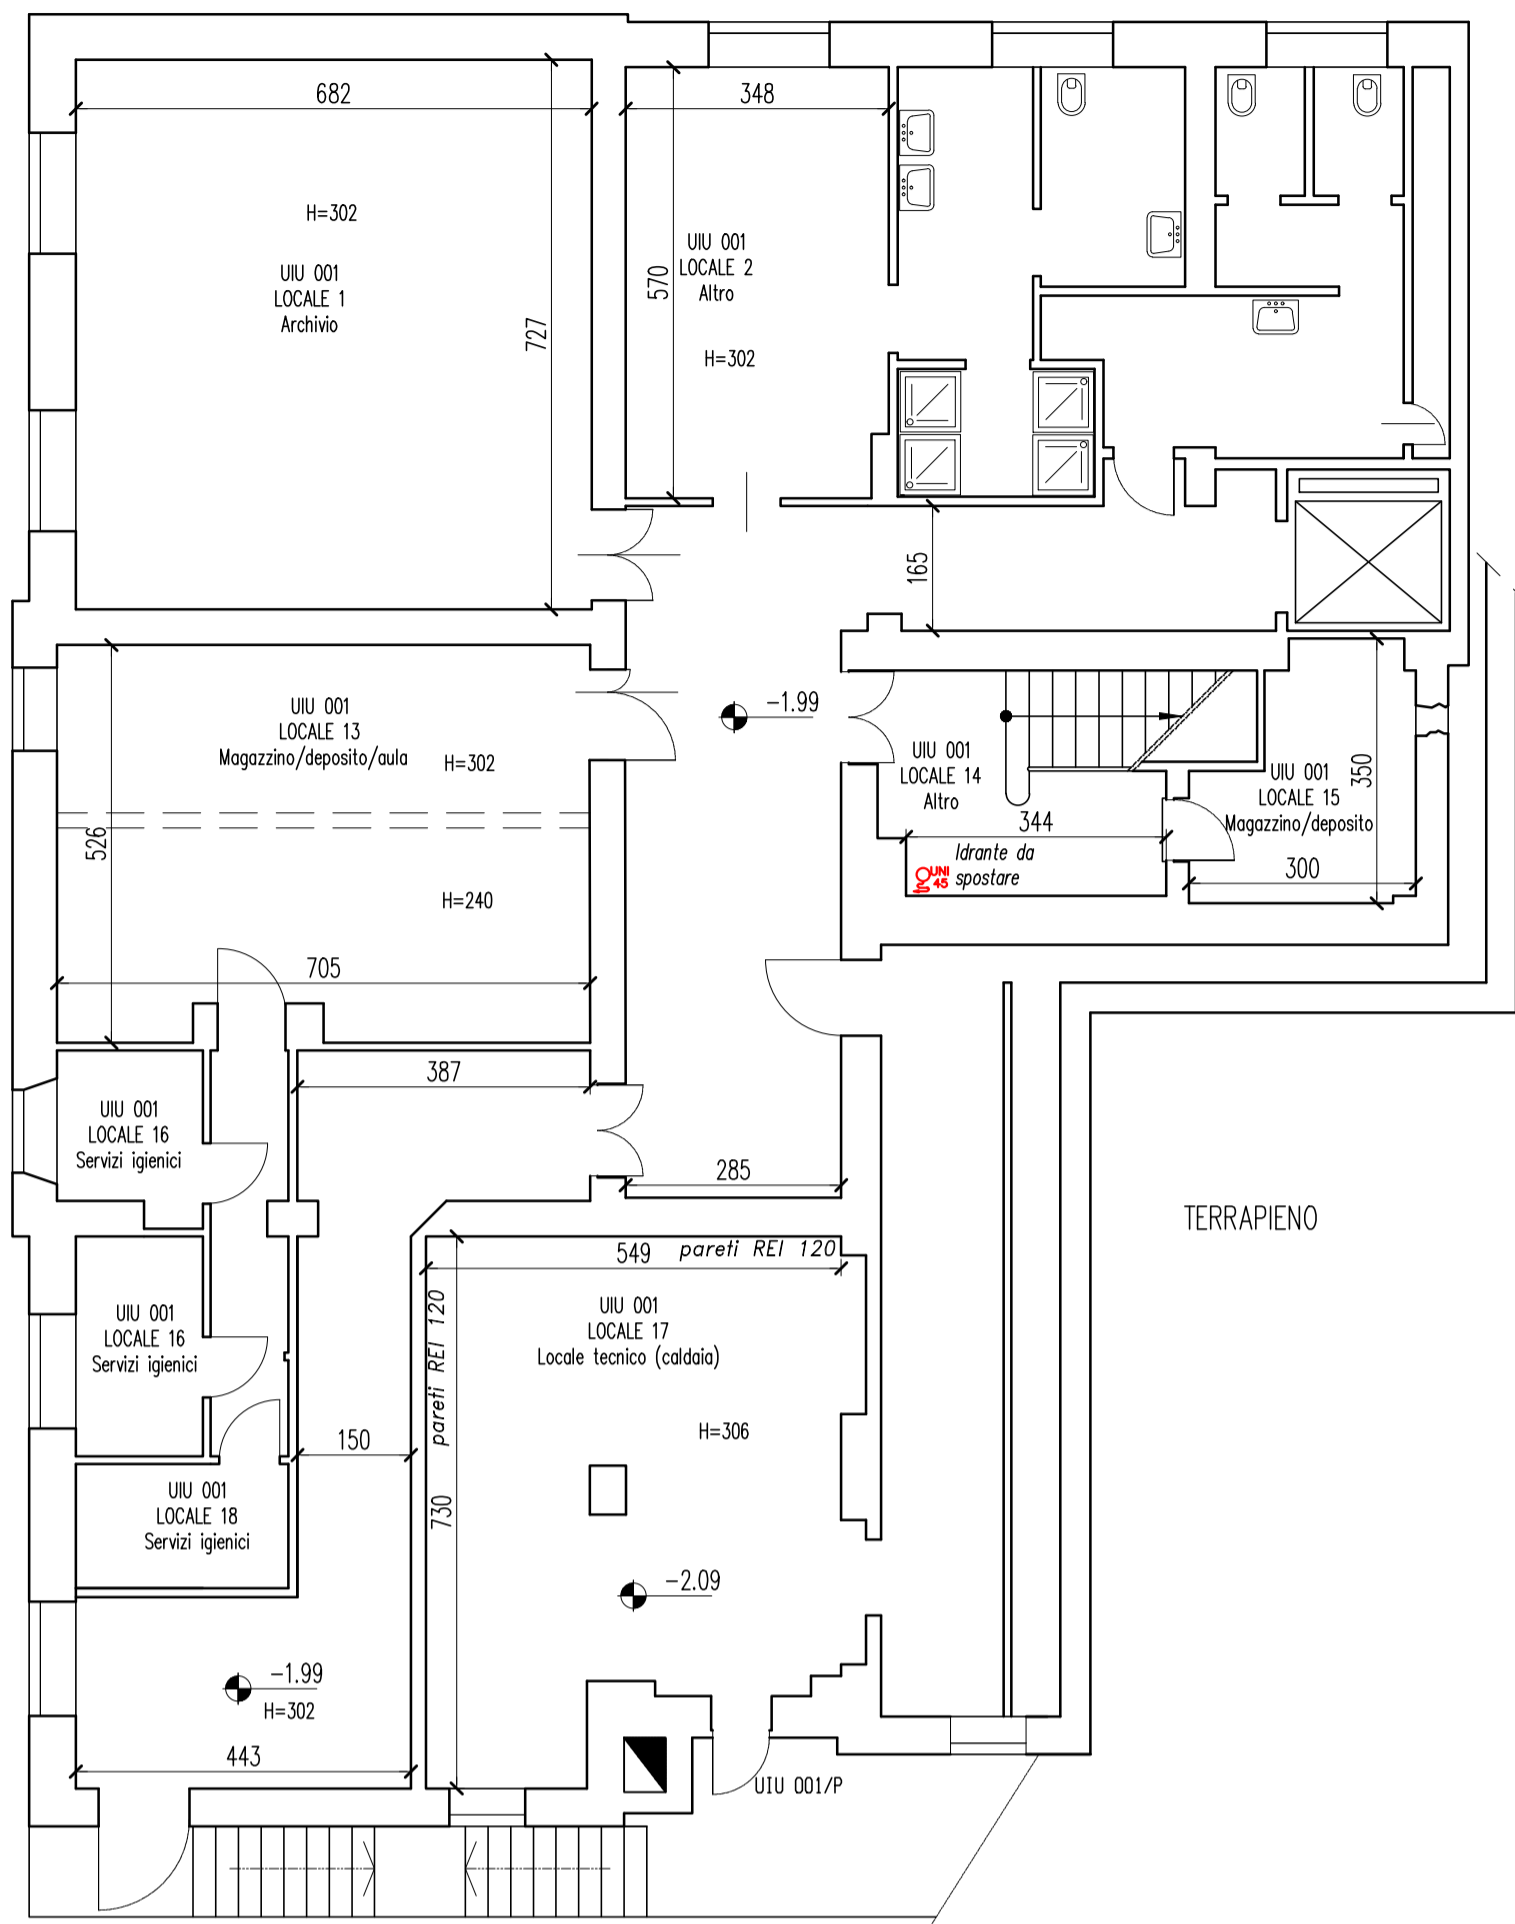 682
348
H=302
UIU 001
LOCALE 1
Archivio
727
570
UIU 001
LOCALE 2
Altro
H=302
165
UIU 001
LOCALE 13
Magazzino/deposito/aula
H=302
526
H=240
705
-1.99
UIU 001
LOCALE 14
Altro
344
Idrante da
spostare
UNI
45
UIU 001
LOCALE 15
Magazzino/deposito
350
300
387
UIU 001
LOCALE 16
Servizi igienici
285
TERRAPIENO
549
pareti REI 120
pareti REI 120
730
UIU 001
LOCALE 17
Locale tecnico (caldaia)
H=306
UIU 001
LOCALE 16
Servizi igienici
150
UIU 001
LOCALE 18
Servizi igienici
-2.09
-1.99
H=302
443
UIU 001/P